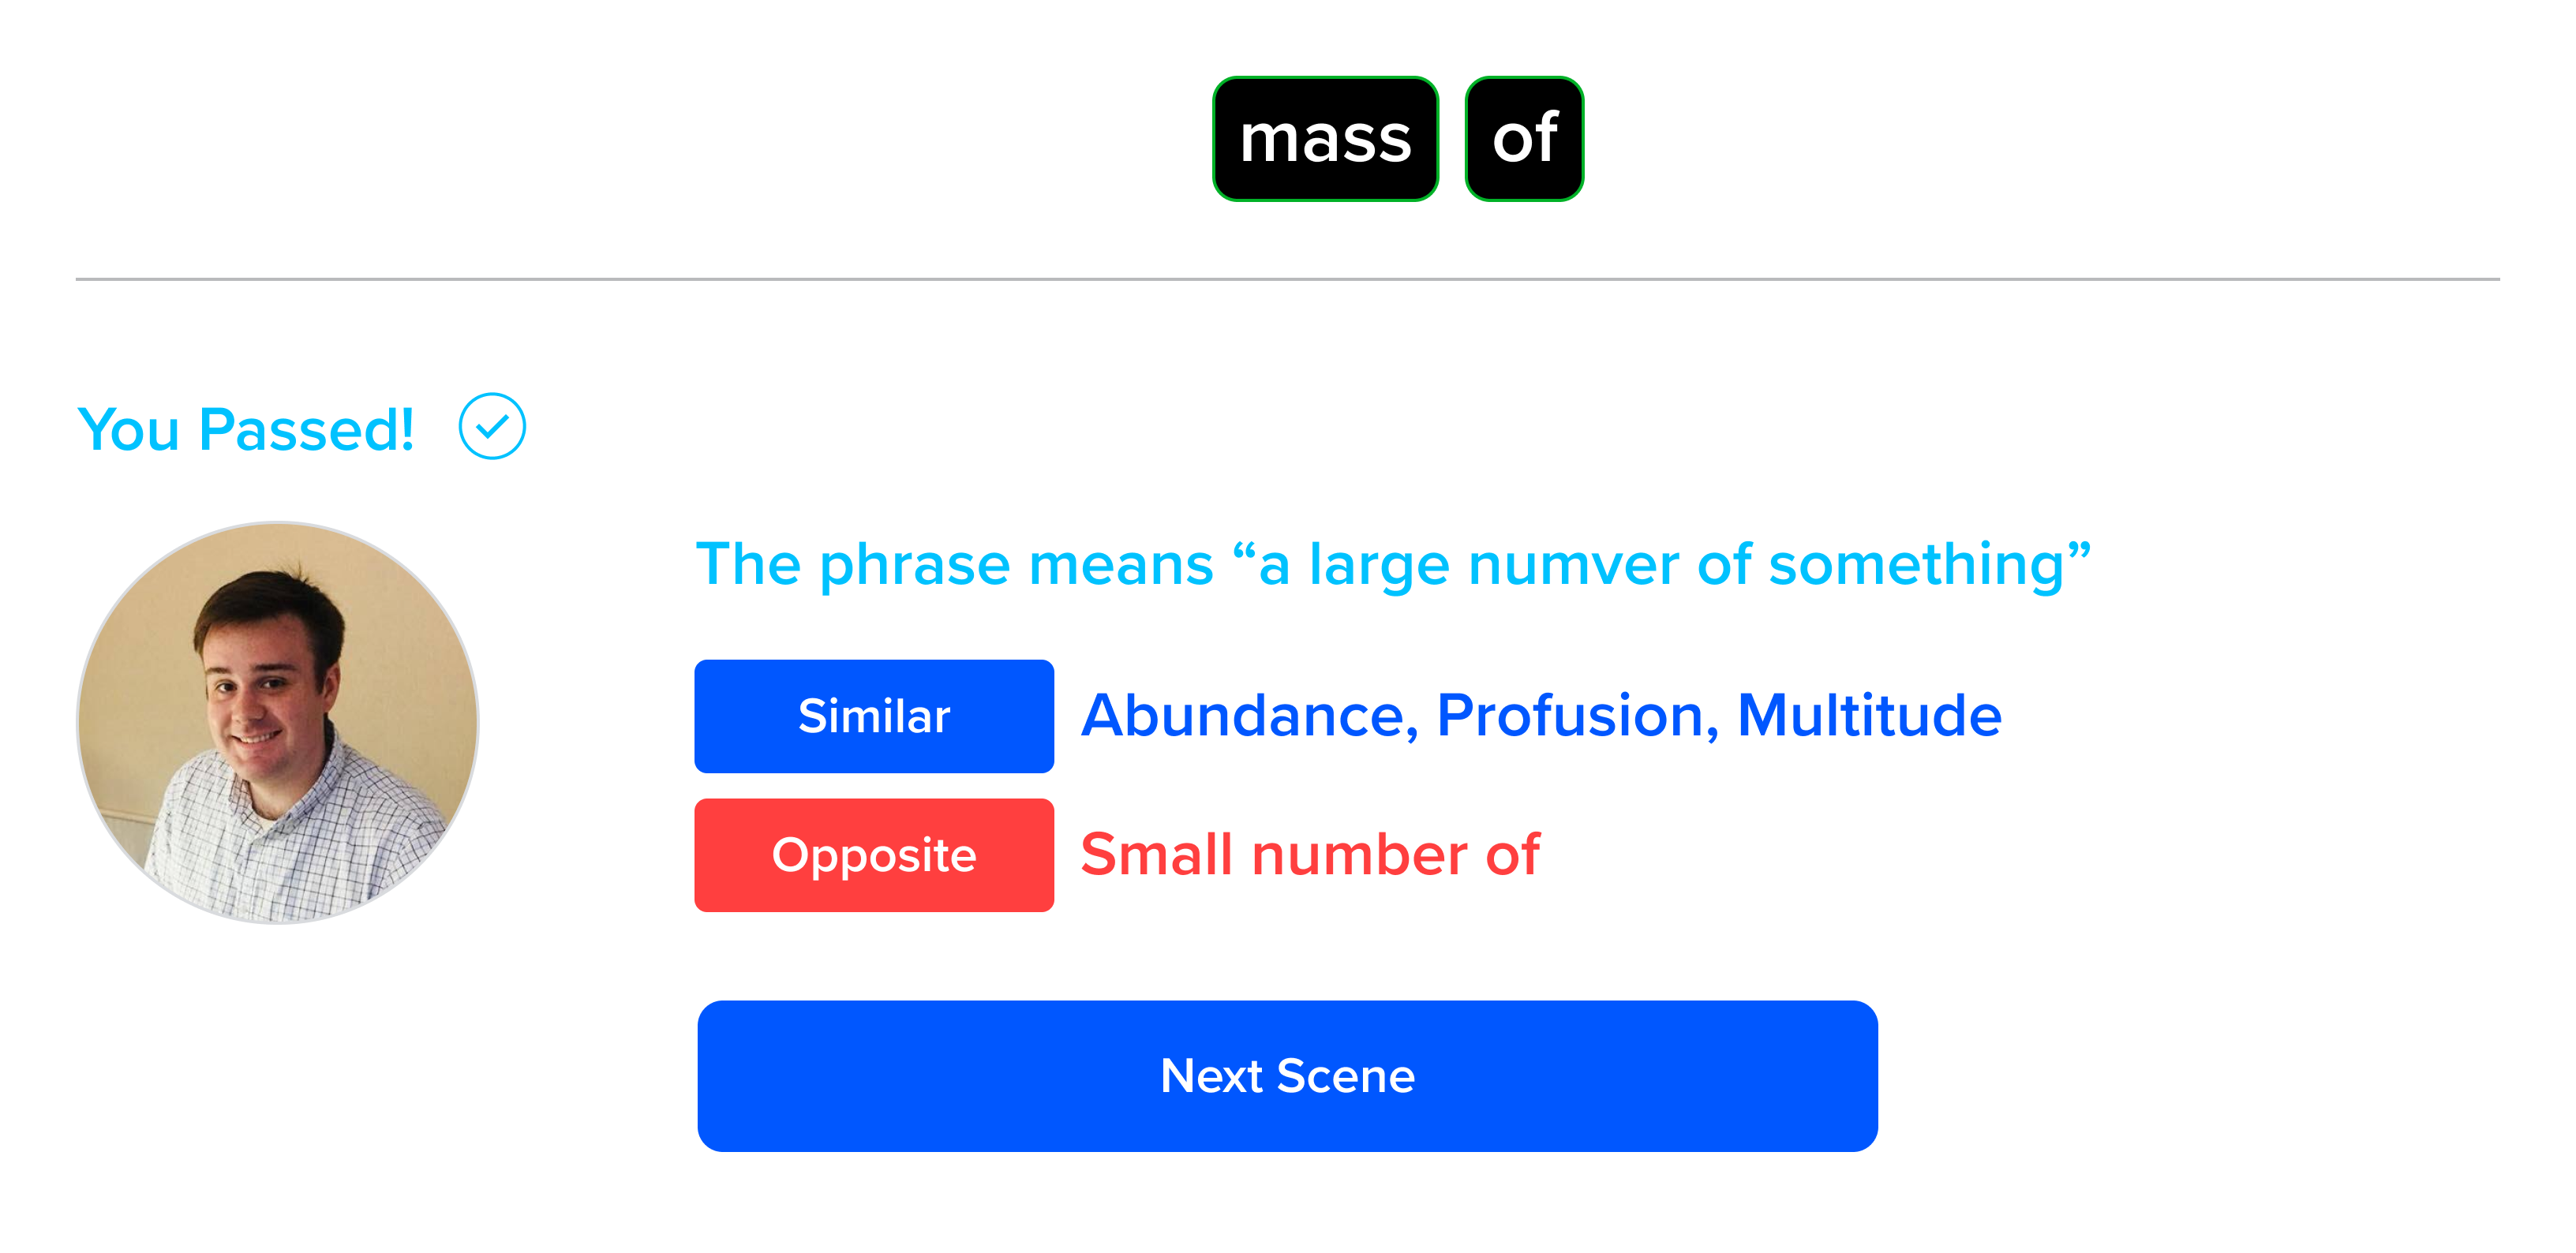 mass of
You Passed!
The phrase means “a large numver of something”
Similar Abundance, Profusion, Multitude
Opposite Small number of
Next Scene